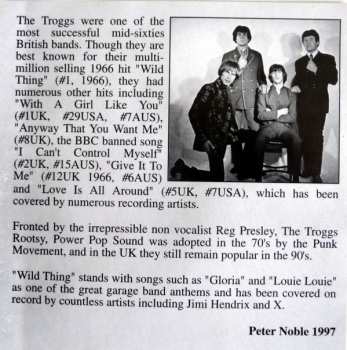 The Troggs were one of the
most successful mid-sixties
British bands. Though they are
best known for their multi-
million selling 1966 hit "Wild
Thing" (#1, 1966), they had
numerous other hits including
"With A Girl Like You"
(#1UK, #29USA, #7AUS),
"Anyway That You Want Me"
(#8UK), the BBC banned song
"I Can't Control Myself"
(#2UK, #15AUS), "Give It To
Me" (#12UK 1966, #6AUS)
and "Love Is All Around" (#5UK, #7USA), which has been
covered by numerous recording artists.
Fronted by the irrepressible non vocalist Reg Presley, The Troggs
Rootsy, Power Pop Sound was adopted in the 70's by the Punk
Movement, and in the UK they still remain popular in the 90's.
"Wild Thing" stands with songs such as "Gloria" and "Louie Louie"
as one of the great garage band anthems and has been covered on
record by countless artists including Jimi Hendrix and X.
Peter Noble 1997